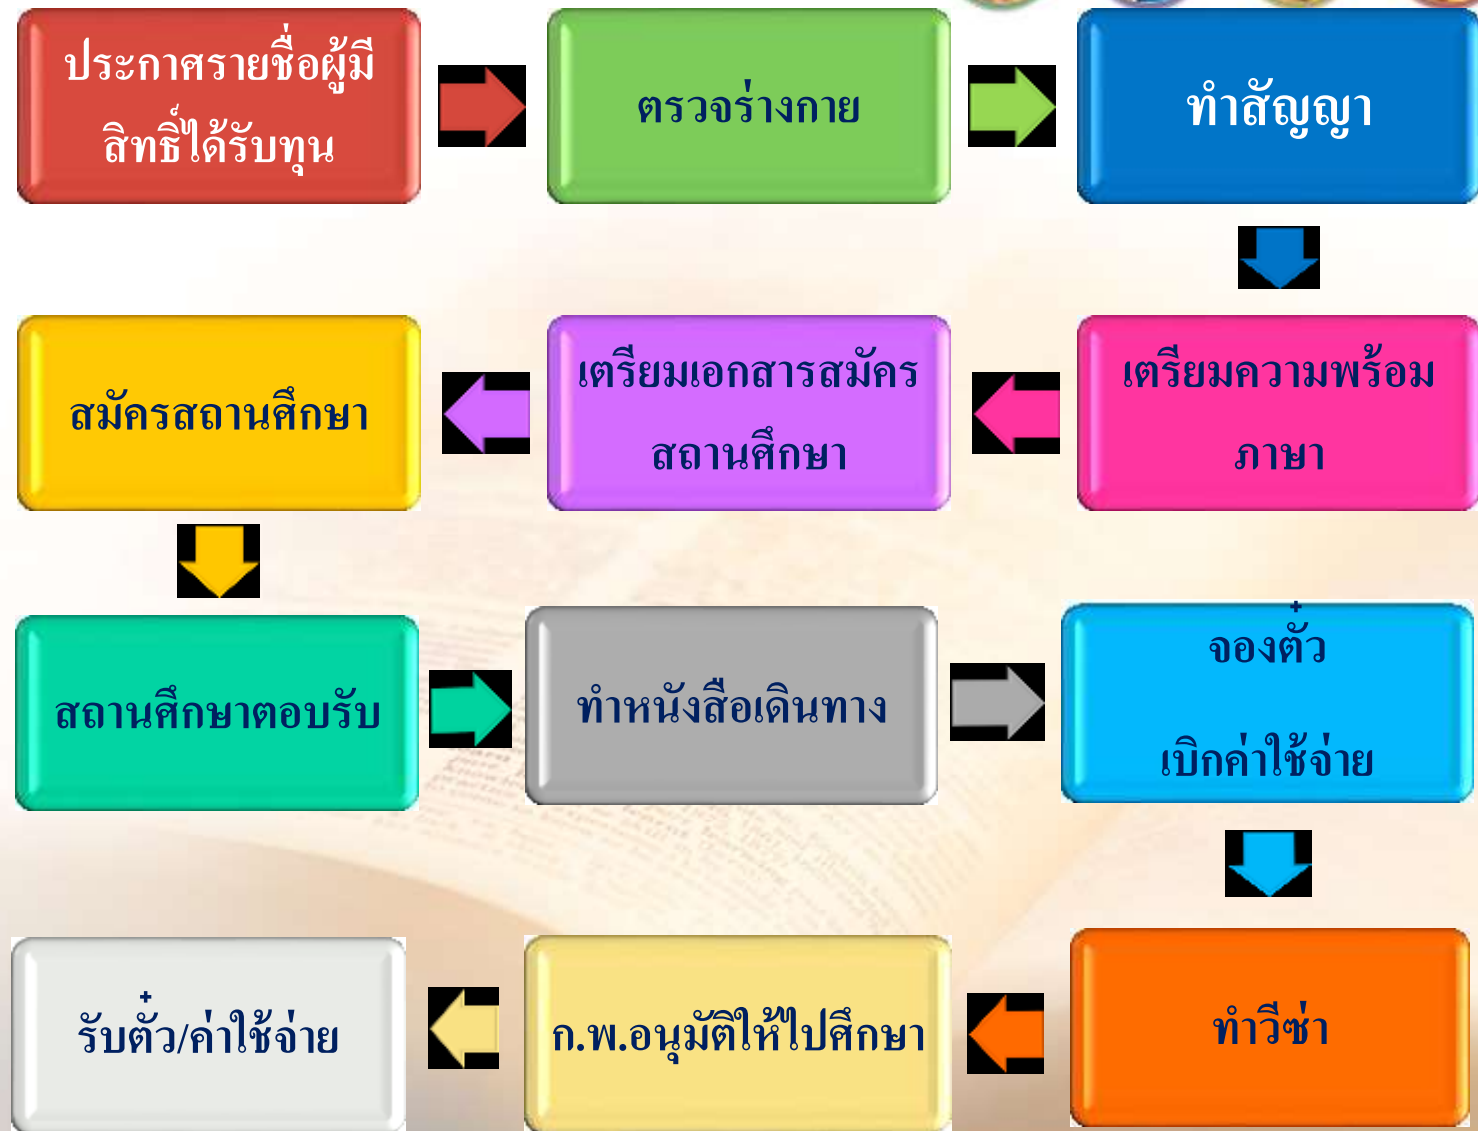 ประกาศรายชื่อผู้มี
สิทธิ์ได้รับทุน
ตรวจร่างกาย
ทำสัญญา
เตรียมความพร้อม
ภาษา
เตรียมเอกสารสมัคร
สถานศึกษา
สมัครสถานศึกษา
สถานศึกษาตอบรับ
ทำหนังสือเดินทาง
จองตั๋ว
เบิกค่าใช้จ่าย
ทำวีซ่า
ก.พ.อนุมัติให้ไปศึกษา
รับตั๋ว/ค่าใช้จ่าย